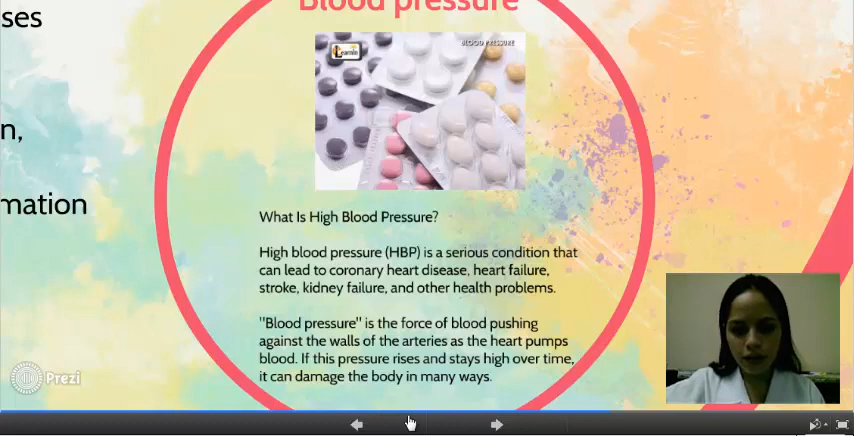 Blood pressure
ses
n,
mation
Learnin
BLOOD PRESSURE
What Is High Blood Pressure?
High blood pressure (HBP) is a serious condition that
can lead to coronary heart disease, heart failure,
stroke, kidney failure, and other health problems.
"Blood pressure" is the force of blood pushing
against the walls of the arteries as the heart pumps
blood. If this pressure rises and stays high over time,
it can damage the body in many ways.
Prezi